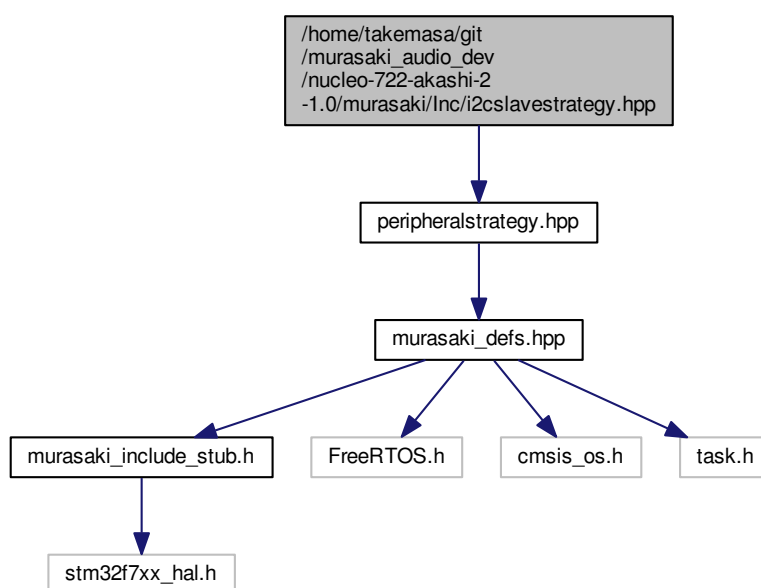 /home/takemasa/git
/murasaki_audio_dev
/nucleo-722-akashi-2
-1.0/murasaki/Inc/i2cslavestrategy.hpp
peripheralstrategy.hpp
murasaki_defs.hpp
murasaki_include_stub.h
FreeRTOS.h
cmsis_os.h
task.h
stm32f7xx_hal.h